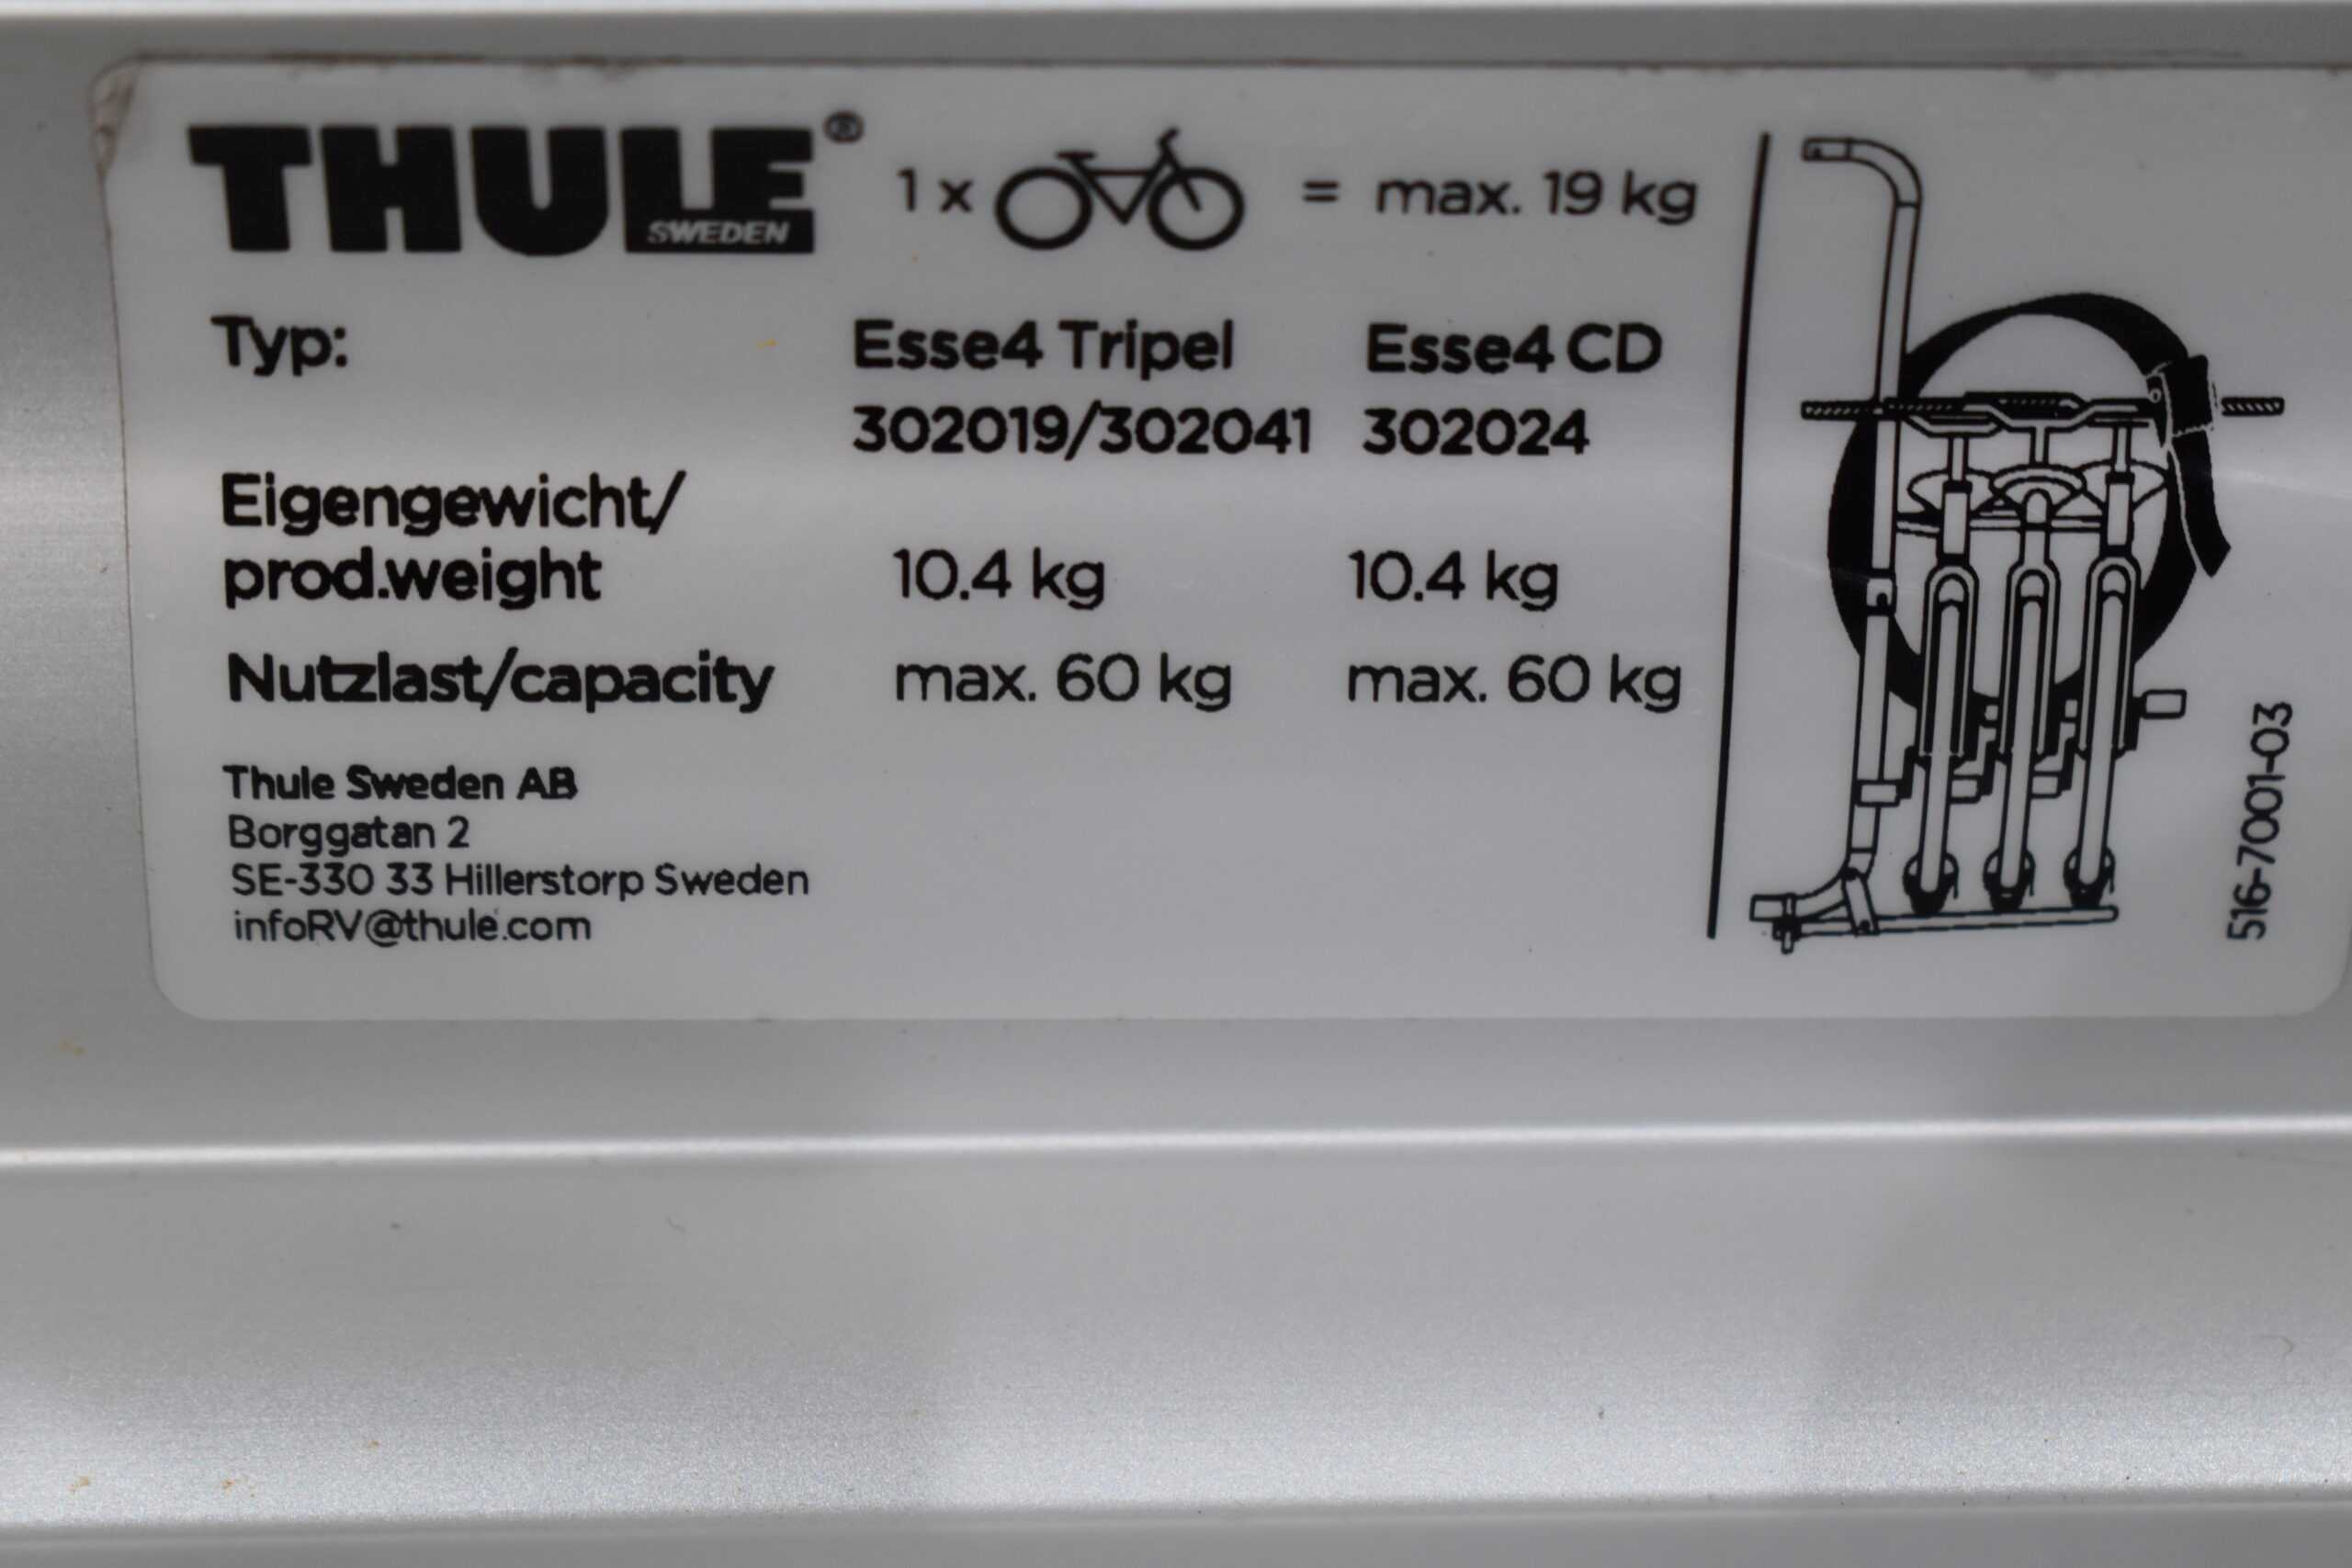 THULE®
SWEDEN
1 x = max. 19 kg
Typ: Esse4 Tripel Esse4 CD
302019/302041 302024
Eigengewicht/
prod.weight 10.4 kg 10.4 kg
Nutzlast/capacity max. 60 kg max. 60 kg
Thule Sweden AB
Borggatan 2
SE-330 33 Hillerstorp Sweden
infoRV@thule.com
516-7001-03